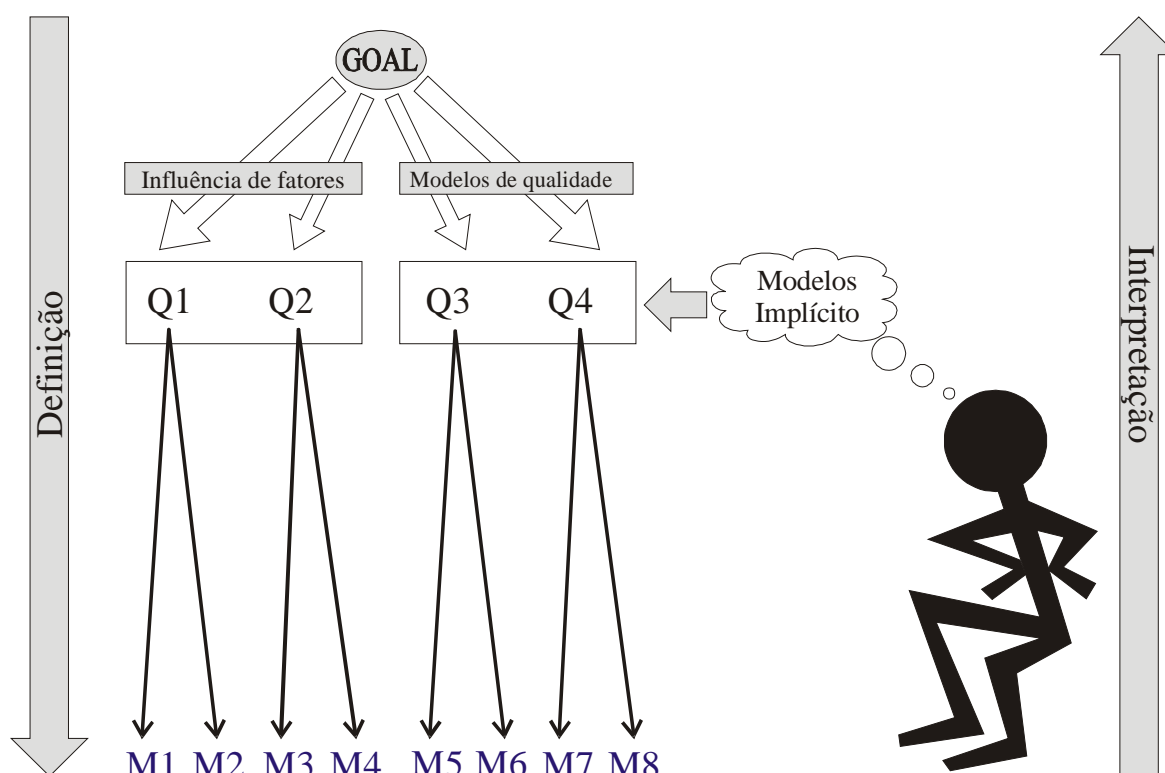 GOAL
Influência de fatores
Modelos de qualidade
Q1 Q2 Q3 Q4
Modelos
Implícito
Definição
Interpretação
M1 M2 M3 M4 M5 M6 M7 M8